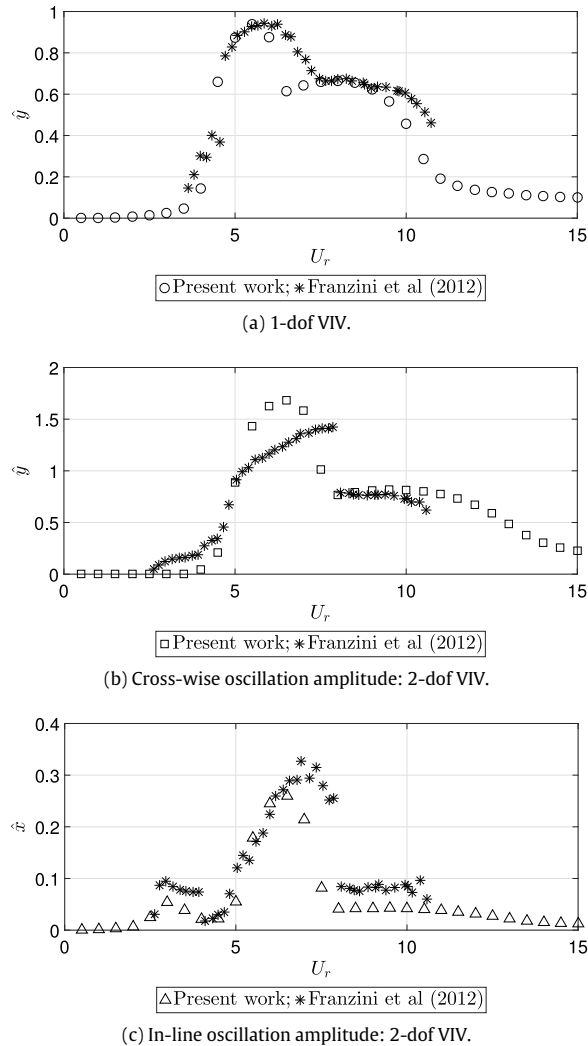 1
0.8
0.6
0.4
0.2
0
ŷ
0 5 10 15
U_r
○ Present work; ∗ Franzini et al (2012)
(a) 1-dof VIV.
2
1.5
1
0.5
0
ŷ
0 5 10 15
U_r
□ Present work; ∗ Franzini et al (2012)
(b) Cross-wise oscillation amplitude: 2-dof VIV.
0.4
0.3
0.2
0.1
0
x̂
0 5 10 15
U_r
△ Present work; ∗ Franzini et al (2012)
(c) In-line oscillation amplitude: 2-dof VIV.